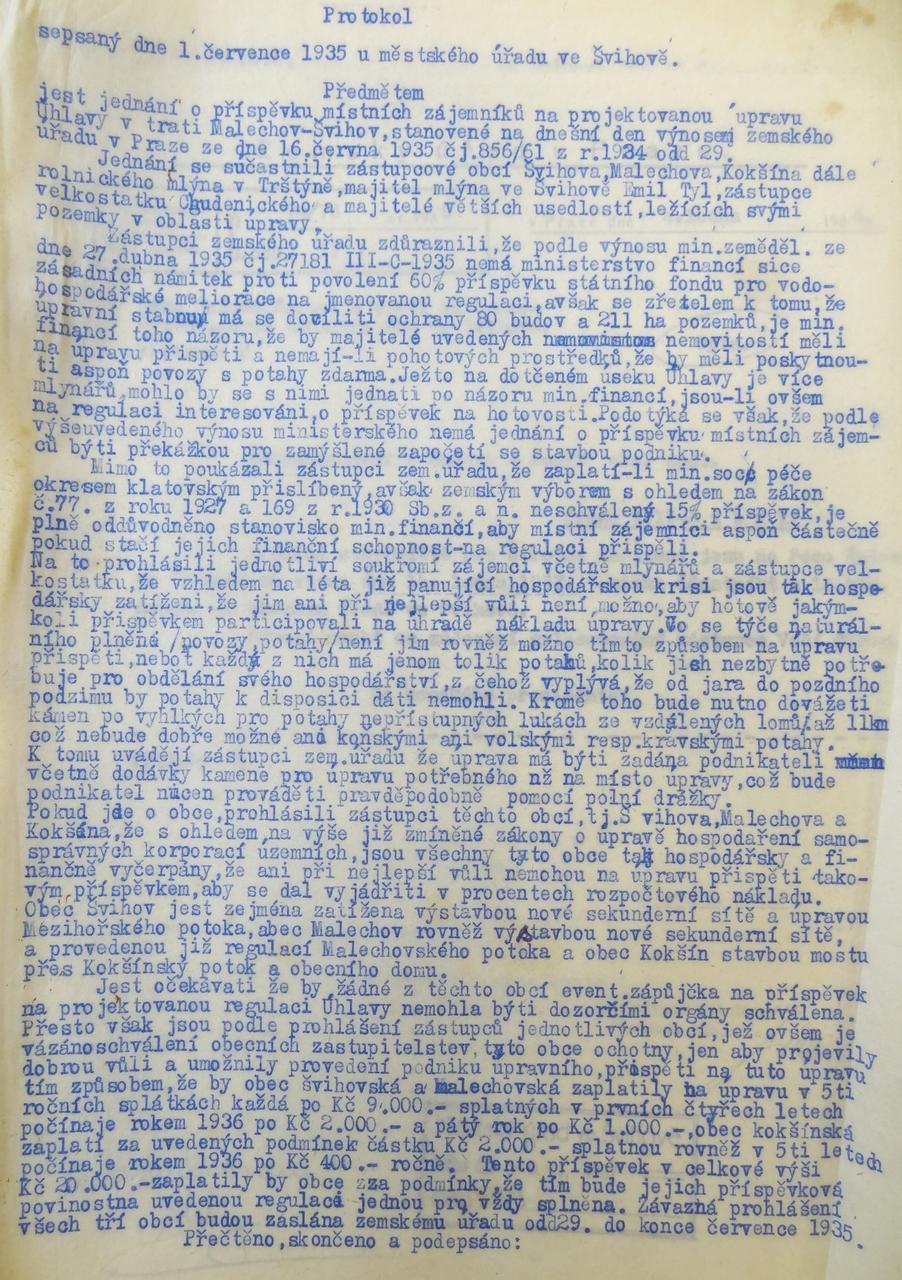 Protokol
sepsaný dne 1.července 1935 u městského úřadu ve Švihově.
Předmětem
jest jednání o příspěvku místních zájemníků na projektovanou úpravu
Úhlavy v trati Malechov-Švihov,stanovené na dnešní den výnosem zemského
úřadu v Praze ze dne 16.června 1935 čj.856/61 z r.1934 odd 29.
Jednání se súčastnili zástupcové obcí Švihova,Malechova,Kokšína dále
rolnického mlýna v Trštýně,majitel mlýna ve Švihově Emil Tyl,zástupce
velkostatku Chudenického a majitelé větších usedlostí,ležících svými
pozemky v oblasti úpravy.
Zástupci zemského úřadu zdůraznili,že podle výnosu min.zeměděl. ze
dne 27.dubna 1935 čj.27181 III-C-1935 nemá ministerstvo financí sice
zásadních námitek proti povolení 60% příspěvku státního fondu pro vodo-
hospodářské meliorace na jmenovanou regulaci,avšak se zřetelem k tomu,že
úpravní stabnuy má se docíliti ochrany 80 budov a 211 ha pozemků,je min.
financí toho názoru,že by majitelé uvedených nemovitostí měli
na úpravu přispěti a nemají-li pohotových prostředků,že by měli poskytnou-
ti aspoň povozy s potahy zdarma.Ježto na dotčeném úseku Úhlavy je více
mlynářů,mohlo by se s nimi jednati po názoru min.financí,jsou-li ovšem
na regulaci interesováni,o příspěvek na hotovosti.Podotýká se však,že podle
výšeuvedeného výnosu ministerského nemá jednání o příspěvku místních zájem-
ců býti překážkou pro zamýšlené započetí se stavbou podniku.
Mimo to poukázali zástupci zem.úřadu,že zaplatí-li min.soc péče
okresem klatovským přislíbený,avšak zemským výborem s ohledem na zákon
č.77. z roku 1927 a 169 z r.1930 Sb.z. a n. neschválený 15% příspěvek,je
plně oddůvodněno stanovisko min.financí,aby místní zájemníci aspoň částečně
pokud stačí jejich finanční schopnost-na regulaci přispěli.
Na to prohlásili jednotliví soukromí zájemci včetně mlynářů a zástupce vel-
kostatku,že vzhledem na léta již panující hospodářskou krisi jsou tak hospo-
dářsky zatíženi,že jim ani při nejlepší vůli není možno,aby hotově jakým-
koli příspěvkem participovali na úhradě nákladu úpravy.Co se týče naturál-
ního plněná /povozy,potahy/není jim rovněž možno tímto způsobem na úpravu
přispěti,neboť každý z nich má jenom tolik potahů,kolik jich nezbytně potře-
buje pro obdělání svého hospodářství,z čehož vyplývá,že od jara do pozdního
podzimu by potahy k disposici dáti nemohli. Kromě toho bude nutno dovážeti
kámen po vyhlkých pro potahy nepřístupných lukách ze vzdálených lomů/až 11km
což nebude dobře možné ani koňskými ani volskými resp.kravskými potahy.
K tomu uvádějí zástupci zem.úřadu že úprava má býti zadána podnikateli
včetně dodávky kamene pro úpravu potřebného nž na místo úpravy,což bude
podnikatel nucen prováděti pravděpodobně pomocí polní drážky.
Pokud jde o obce,prohlásili zástupci těchto obcí,tj.S vihova,Malechova a
Kokšána,že s ohledem na výše již zmíněné zákony o úpravě hospodaření samo-
správných korporací územních,jsou všechny tyto obce tak hospodářsky a fi-
nančně vyčerpány,že ani při nejlepší vůli nemohou na úpravu přispěti tako-
vým příspěvkem,aby se dal vyjádřiti v procentech rozpočtového nákladu.
Obec Švihov jest zejména zatížena výstavbou nové sekunderní sítě a úpravou
Mezihořského potoka,abec Malechov rovněž výstavbou nové sekunderní sítě,
a provedenou již regulací Malechovského potoka a obec Kokšín stavbou mostu
přes Kokšínský potok a obecního domu.
Jest očekávati že by žádné z těchto obcí event.zápůjčka na příspěvek
na projektovanou regulaci Úhlavy nemohla býti dozorčími orgány schválena.
Přesto však jsou podle prohlášení zástupců jednotlivých obcí,jež ovšem je
vázánoschválení obecních zastupitelstev,tyto obce ochotny,jen aby projevily
dobrou vůli a umožnily provedení podniku úpravního,přispěti na tuto úpravu
tím způsobem,že by obec švihovská a malechovská zaplatily na úpravu v 5ti
ročních splátkách každá po Kč 9.000.- splatných v prvních čtyřech letech
počínaje rokem 1936 po Kč 2.000.- a pátý rok po Kč 1.000.-,obec kokšínská
zaplatí za uvedených podmínek částku Kč 2.000.- splatnou rovněž v 5ti letech
počínaje rokem 1936 po Kč 400.- ročně. Tento příspěvek v celkové výši
Kč 20.000.-zaplatily by obce zza podmínky,že tím bude jejich příspěvková
povinostna uvedenou regulaci jednou pro vždy splněna. Závazná prohlášení
všech tří obcí budou zaslána zemskému úřadu odd29. do konce července 1935.
Přečteno,skončeno a podepsáno: